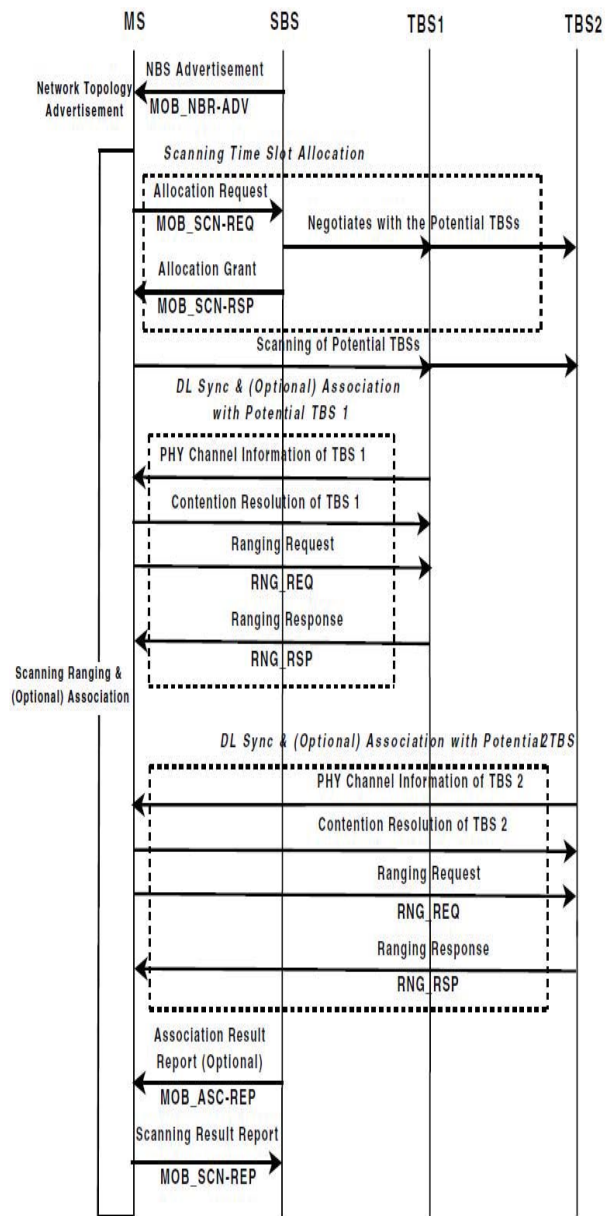 MS SBS TBS1 TBS2
NBS Advertisement
Network Topology
Advertisement
MOB_NBR-ADV
Scanning Time Slot Allocation
Allocation Request
MOB_SCN-REQ
Negotiates with the Potential TBSs
Allocation Grant
MOB_SCN-RSP
Scanning of Potential TBSs
DL Sync & (Optional) Association
with Potential TBS 1
PHY Channel Information of TBS 1
Contention Resolution of TBS 1
Ranging Request
RNG_REQ
Ranging Response
RNG_RSP
Scanning Ranging &
(Optional) Association
DL Sync & (Optional) Association with Potential2TBS
PHY Channel Information of TBS 2
Contention Resolution of TBS 2
Ranging Request
RNG_REQ
Ranging Response
RNG_RSP
Association Result
Report (Optional)
MOB_ASC-REP
Scanning Result Report
MOB_SCN-REP